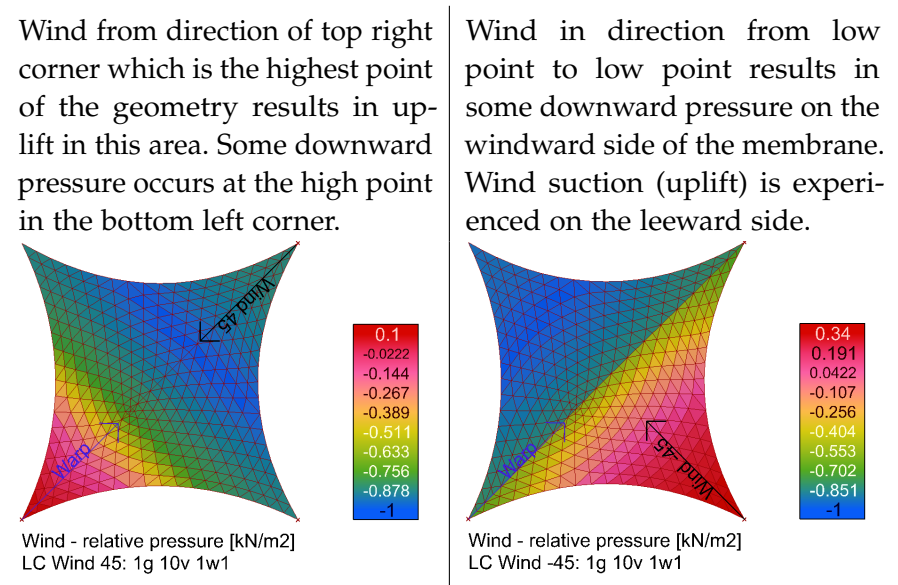 Wind from direction of top right
corner which is the highest point
of the geometry results in up-
lift in this area. Some downward
pressure occurs at the high point
in the bottom left corner.
Wind 45
Warp
0.1
-0.0222
-0.144
-0.267
-0.389
-0.511
-0.633
-0.756
-0.878
-1
Wind - relative pressure [kN/m2]
LC Wind 45: 1g 10v 1w1
Wind in direction from low
point to low point results in
some downward pressure on the
windward side of the membrane.
Wind suction (uplift) is experi-
enced on the leeward side.
Warp
Wind -45
0.34
0.191
0.0422
-0.107
-0.256
-0.404
-0.553
-0.702
-0.851
-1
Wind - relative pressure [kN/m2]
LC Wind -45: 1g 10v 1w1